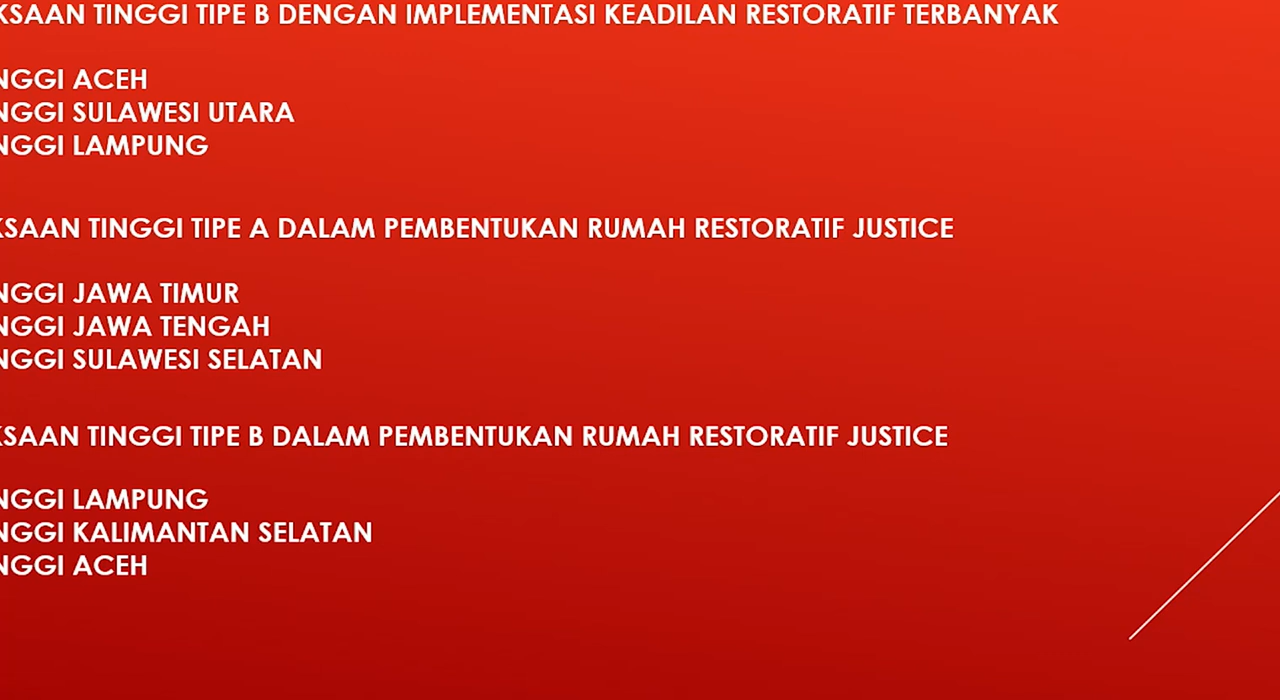 KSAAN TINGGI TIPE B DENGAN IMPLEMENTASI KEADILAN RESTORATIF TERBANYAK
NGGI ACEH
NGGI SULAWESI UTARA
NGGI LAMPUNG
KSAAN TINGGI TIPE A DALAM PEMBENTUKAN RUMAH RESTORATIF JUSTICE
NGGI JAWA TIMUR
NGGI JAWA TENGAH
NGGI SULAWESI SELATAN
KSAAN TINGGI TIPE B DALAM PEMBENTUKAN RUMAH RESTORATIF JUSTICE
NGGI LAMPUNG
NGGI KALIMANTAN SELATAN
NGGI ACEH